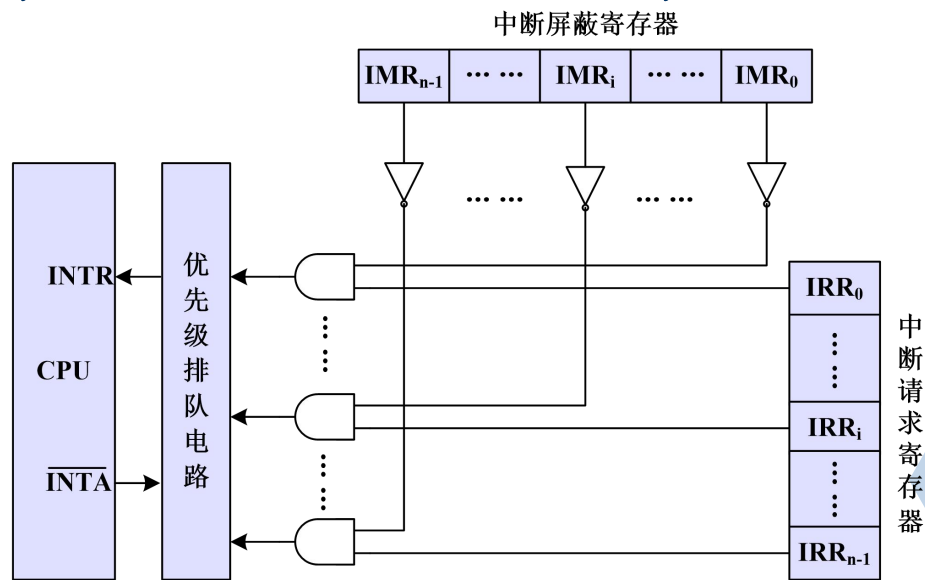 中断屏蔽寄存器
IMRn-1 … … IMRi … … IMR0
… … … …
INTR
CPU
INTA
优先级排队电路
… …
… …
IRR0
… …
IRRi
… …
IRRn-1
中断请求寄存器